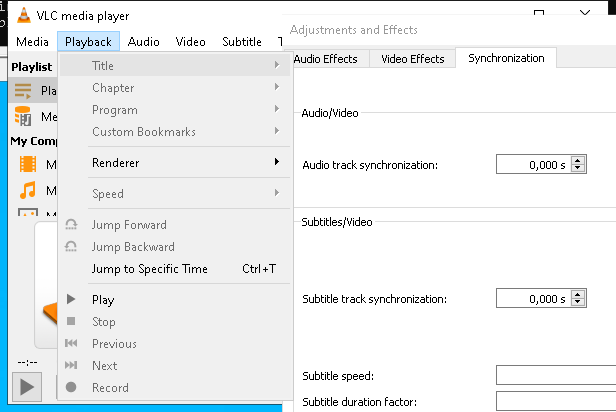 VLC media player
Media Playback Audio Video Subtitle T
Adjustments and Effects
Audio Effects Video Effects Synchronization
Playlist
Pla
Me
My Comp
M
M
M
Title
Chapter
Program
Custom Bookmarks
Renderer
Speed
Jump Forward
Jump Backward
Jump to Specific Time Ctrl+T
Play
Stop
Previous
Next
Record
--:--
Audio/Video
Audio track synchronization: 0,000 s
Subtitles/Video
Subtitle track synchronization: 0,000 s
Subtitle speed:
Subtitle duration factor: